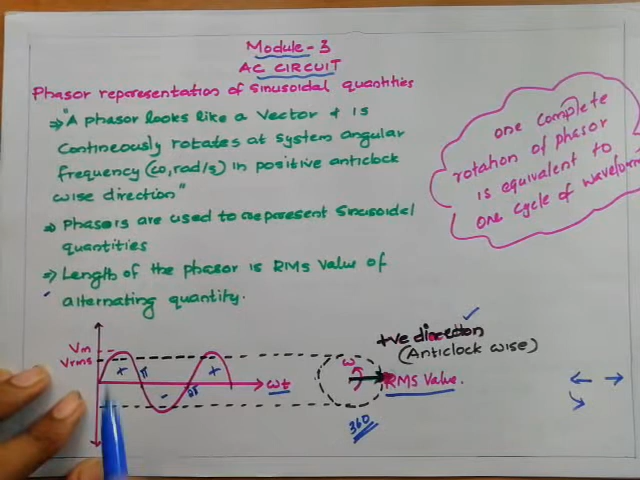 Module-3
AC CIRCUIT
Phasor representation of sinusoidal quantities
⇒ "A phasor looks like a Vector & is
Contineously rotates at system angular
frequency (ω, rad/s) in positive anticlock
wise direction"
⇒ Phasors are used to represent Sinusoidal
quantities
⇒ Length of the phasor is RMS Value of
alternating quantity.
one complete
rotation of phasor
is equivalent to
one cycle of waveform
Vm
Vrms
+
π
-
2π
+
ωt
+ve direction
(Anticlock wise)
ω
RMS Value.
360